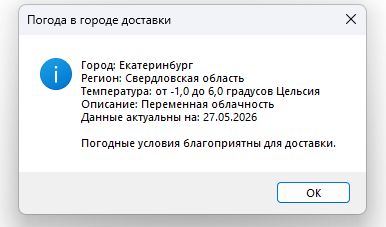 Погода в городе доставки
Город: Екатеринбург
Регион: Свердловская область
Температура: от -1,0 до 6,0 градусов Цельсия
Описание: Переменная облачность
Данные актуальны на: 27.05.2026
Погодные условия благоприятны для доставки.
ОК